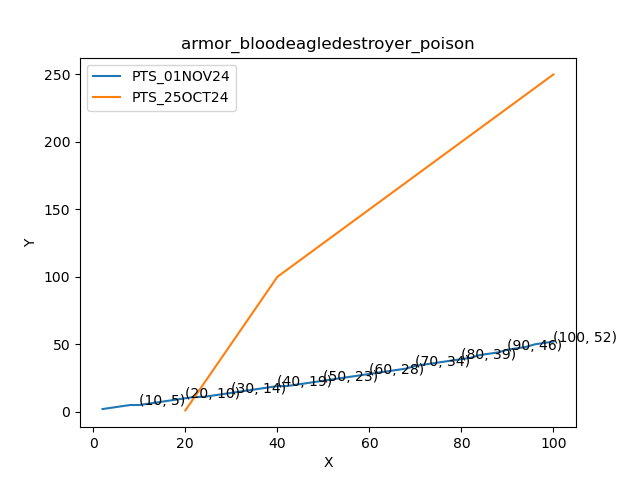 armor_bloodeagledestroyer_poison
PTS_01NOV24
PTS_25OCT24
250
200
150
100
50
0
Y
(10, 5)
(20, 10)
(30, 14)
(40, 19)
(50, 23)
(60, 28)
(70, 34)
(80, 39)
(90, 46)
(100, 52)
0 20 40 60 80 100
X